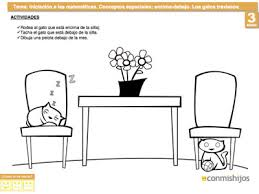 Tema: Iniciación a las matemáticas. Conceptos espaciales: encima-debajo. Los gatos traviesos
3
ACTIVIDADES
✓Rodea el gato que está encima de la silla.
✓Tacha el gato que está debajo de la silla.
✓Dibuja una pelota debajo de la mesa.
econmishijos